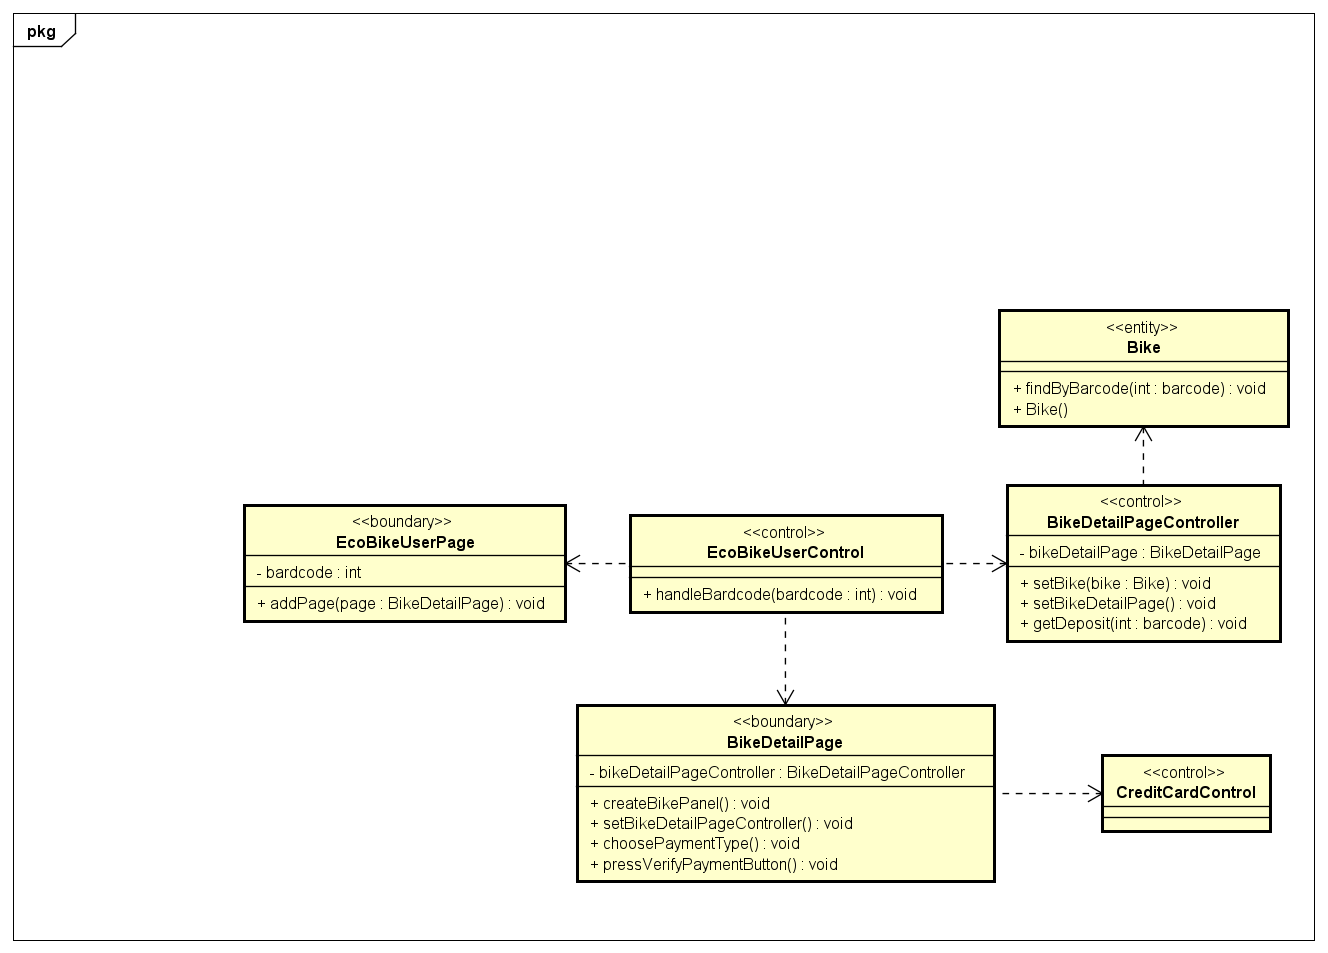 pkg
<<entity>>
Bike
+ findByBarcode(int : barcode) : void
+ Bike()
<<boundary>>
EcoBikeUserPage
- bardcode : int
+ addPage(page : BikeDetailPage) : void
<<control>>
EcoBikeUserControl
+ handleBardcode(bardcode : int) : void
<<control>>
BikeDetailPageController
- bikeDetailPage : BikeDetailPage
+ setBike(bike : Bike) : void
+ setBikeDetailPage() : void
+ getDeposit(int : barcode) : void
<<boundary>>
BikeDetailPage
- bikeDetailPageController : BikeDetailPageController
+ createBikePanel() : void
+ setBikeDetailPageController() : void
+ choosePaymentType() : void
+ pressVerifyPaymentButton() : void
<<control>>
CreditCardControl